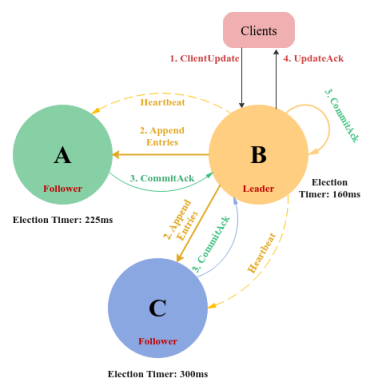 Clients
1. ClientUpdate
4. UpdateAck
Heartbeat
3. CommitAck
2. Append
Entries
A
B
Follower
3. CommitAck
Leader
Election
Timer: 160ms
Election Timer: 225ms
2. Append
Entries
3. CommitAck
Heartbeat
C
Follower
Election Timer: 300ms